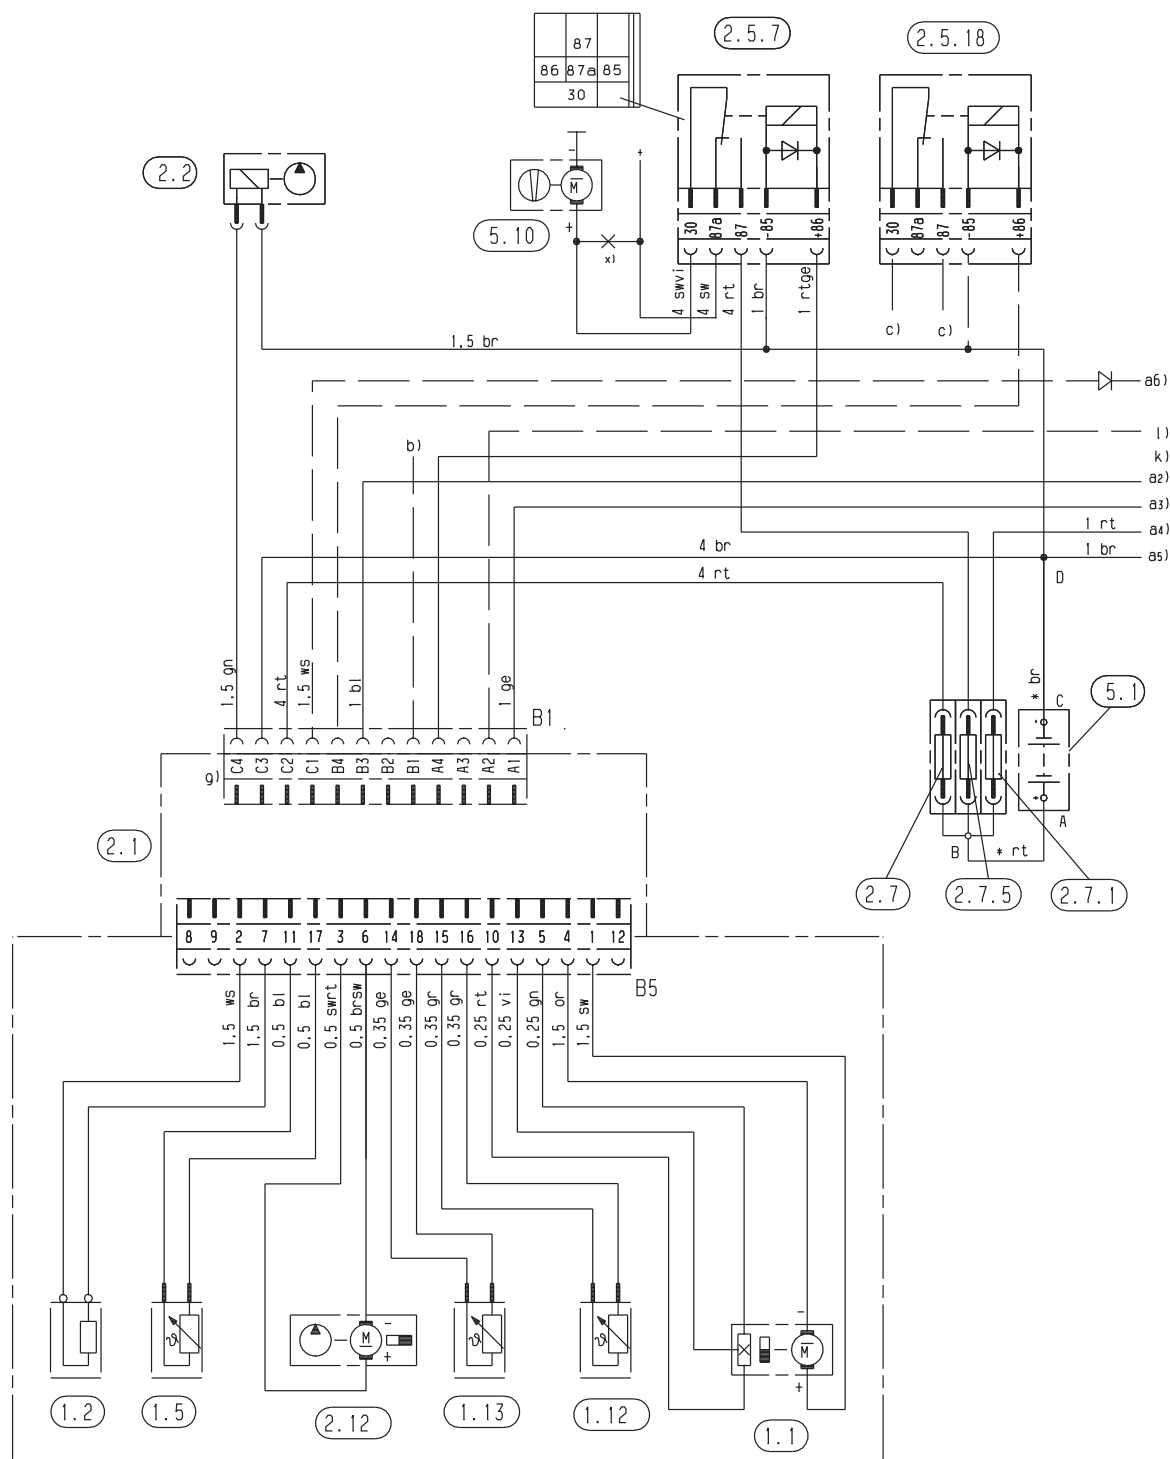 2.5.7
2.5.18
87
86 87a 85
30
2.2
-
M
+
5.10
x)
+
30 87a 87 -85 +86
30 87a 87 -85 +86
4 swvi
4 sw
4 rt
1 br
1 rtge
c)
c)
1,5 br
a6)
l)
b)
k)
a2)
a3)
1 rt
a4)
4 br
1 br
a5)
4 rt
D
1,5 gn
4 rt
1,5 ws
1 bl
1 ge
* br
5.1
B1
C
-
g)
C4 C3 C2 C1 B4 B3 B2 B1 A4 A3 A2 A1
+
A
2.1
B
* rt
2.7
2.7.5
2.7.1
8 9 2 7 11 17 3 6 14 18 15 16 10 13 5 4 1 12
B5
1,5 ws
1,5 br
0,5 bl
0,5 bl
0,5 swrt
0,5 brsw
0,35 ge
0,35 ge
0,35 gr
0,35 gr
0,25 rt
0,25 vi
0,25 gn
1,5 or
1,5 sw
-
-
ϑ
M
ϑ
ϑ
M
+
+
1.2
1.5
2.12
1.13
1.12
1.1